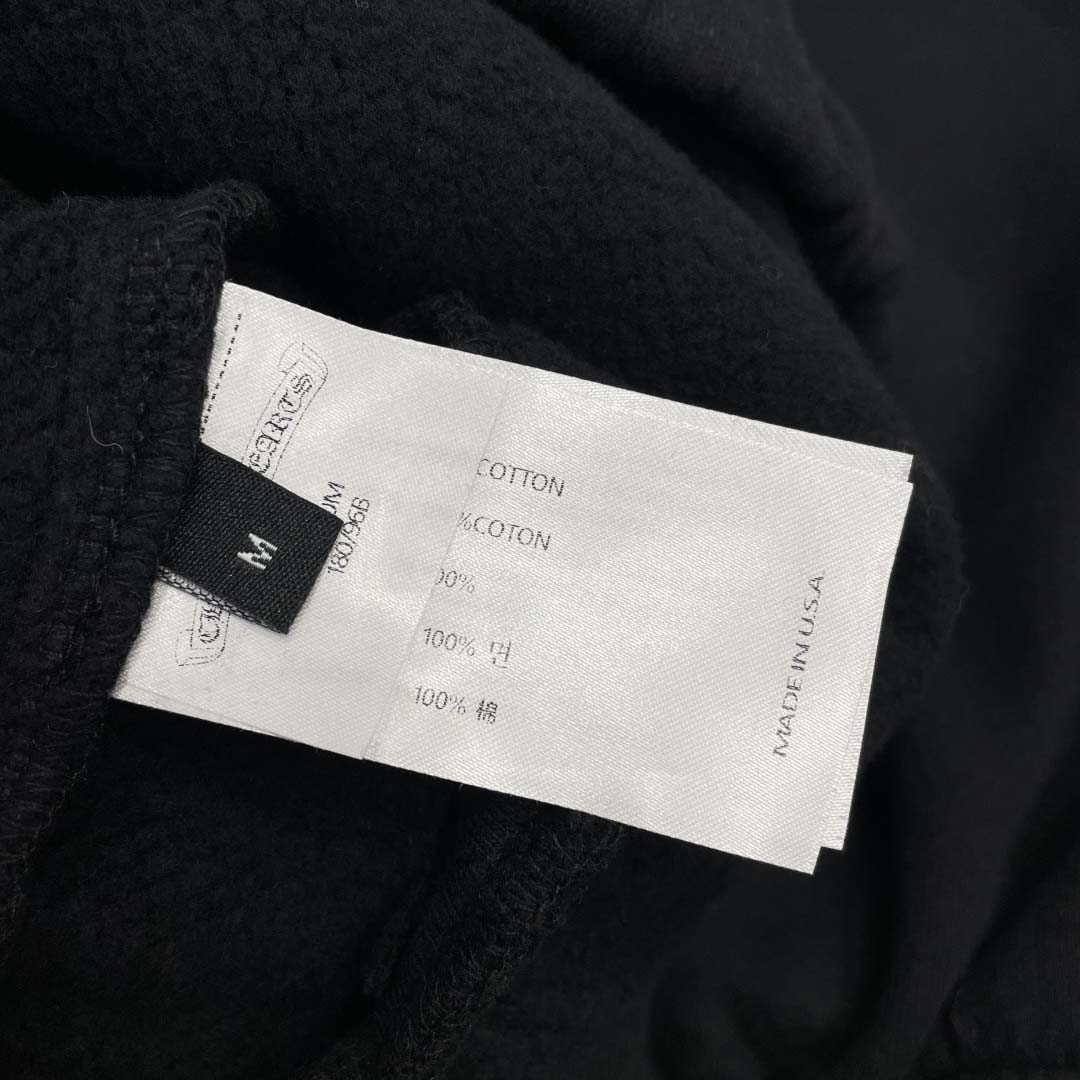 COTTON
%COTON
00%
100% 면
100% 棉
MADE IN U.S.A.
M
180/96B